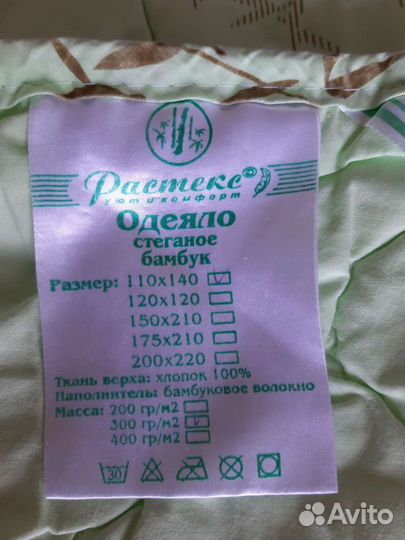 Растекс©
уют и комфорт
Одеяло
стеганое
бамбук
Размер: 110х140
120х120
150х210
175х210
200х220
Ткань верха: хлопок 100%
Наполнитель: бамбуковое волокно
Масса: 200 гр/м2
300 гр/м2
400 гр/м2
30
Avito